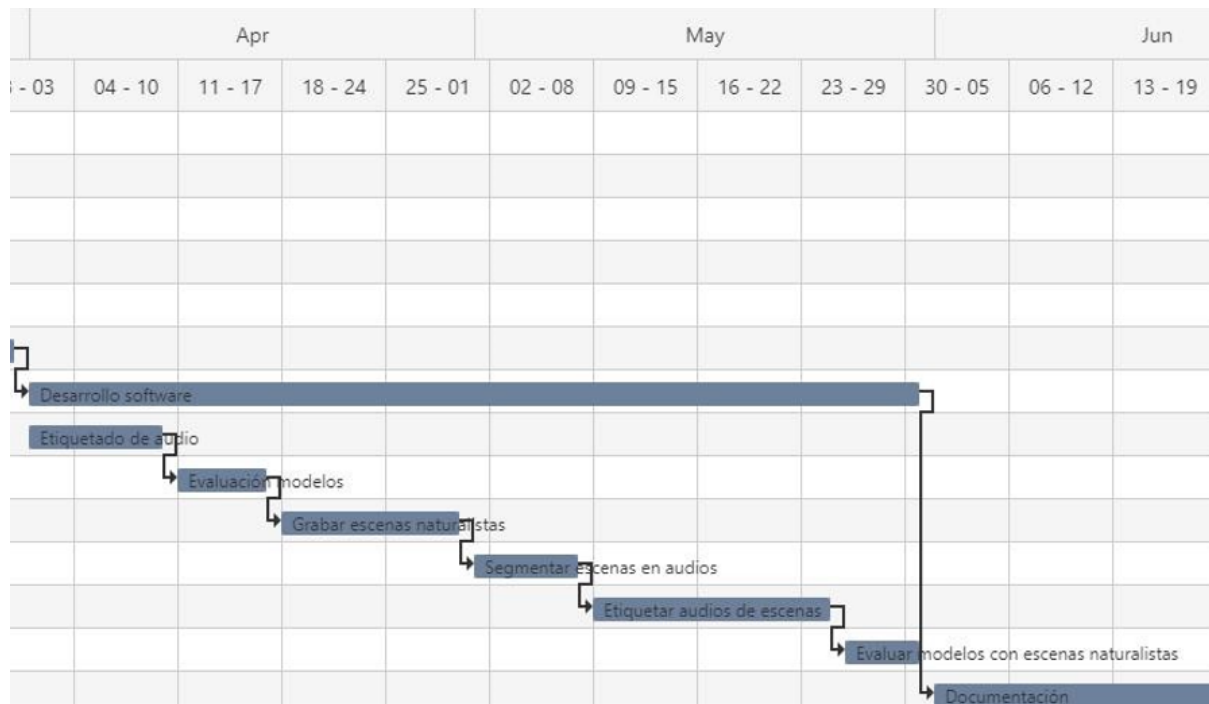 Apr May Jun
- 03 04 - 10 11 - 17 18 - 24 25 - 01 02 - 08 09 - 15 16 - 22 23 - 29 30 - 05 06 - 12 13 - 19
Desarrollo software
Etiquetado de audio
Evaluación modelos
Grabar escenas naturalistas
Segmentar escenas en audios
Etiquetar audios de escenas
Evaluar modelos con escenas naturalistas
Documentación